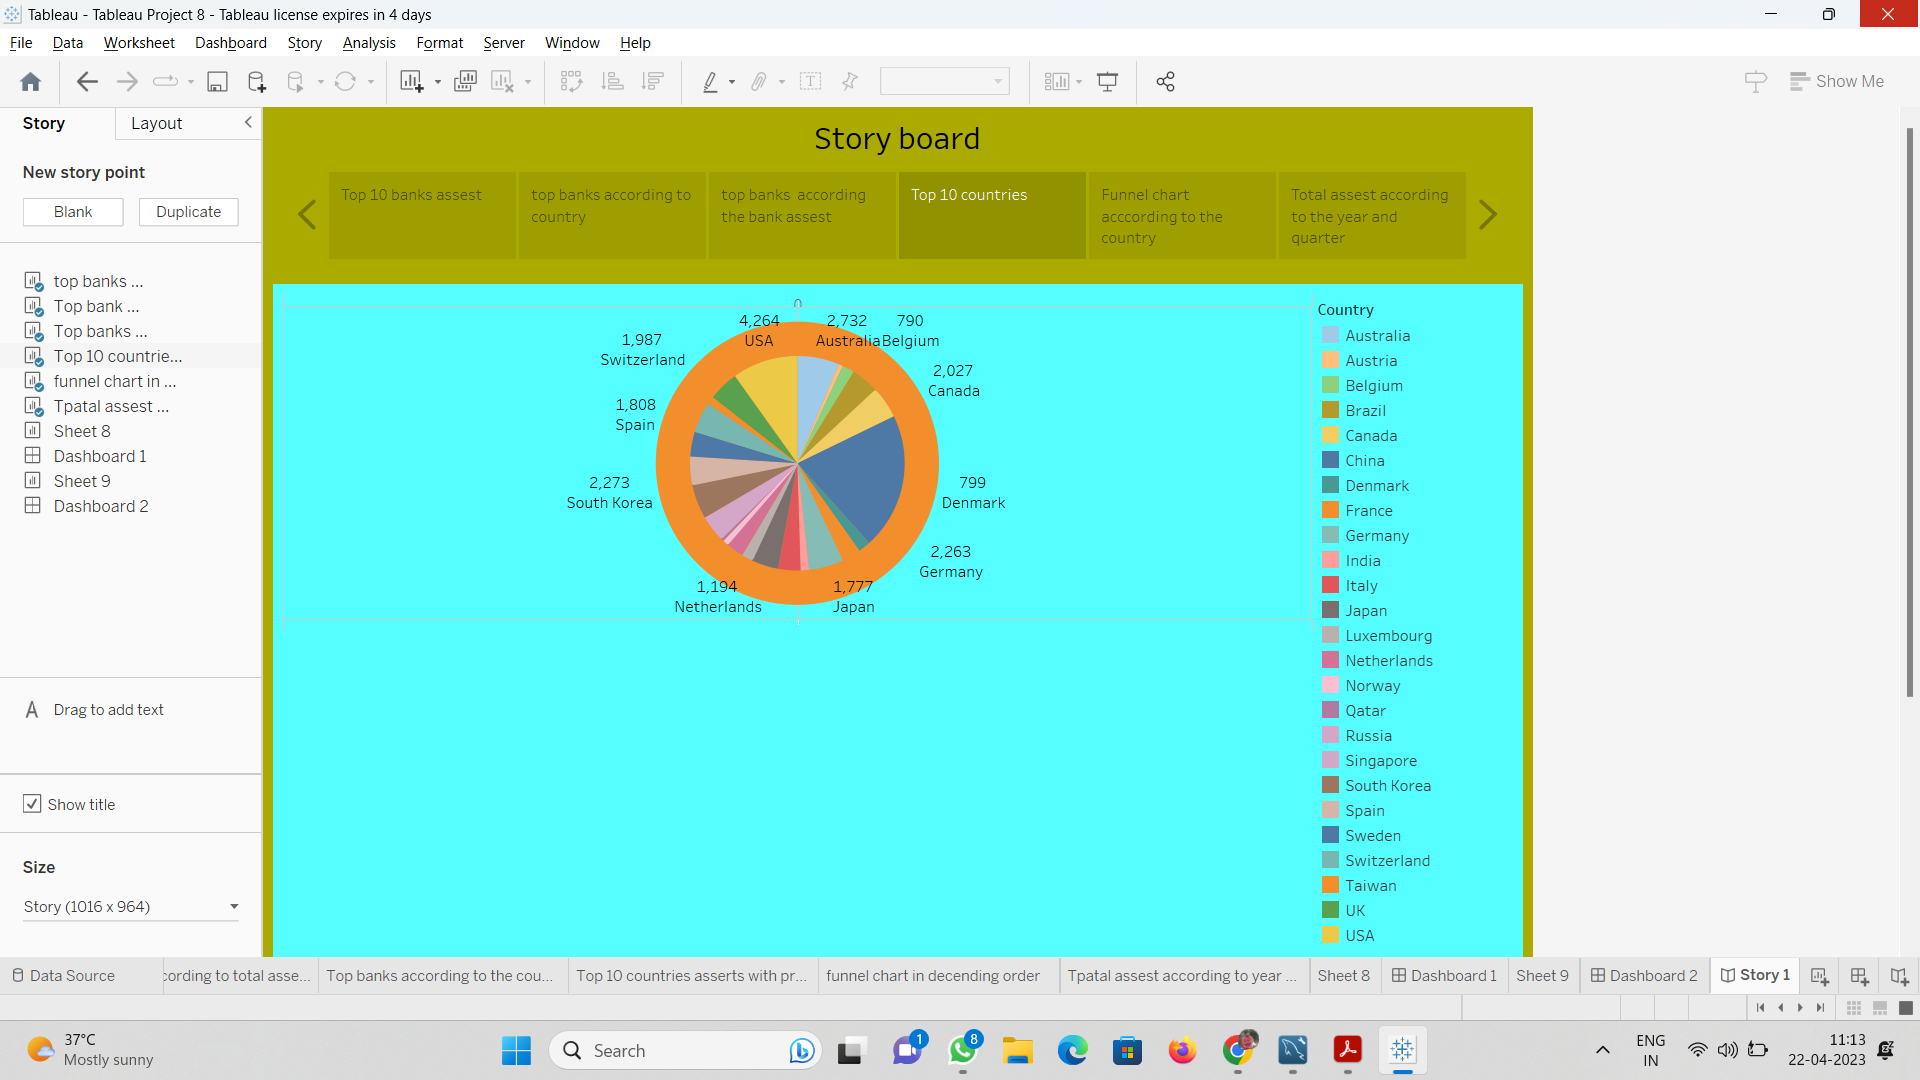 Tableau - Tableau Project 8 - Tableau license expires in 4 days
File Data Worksheet Dashboard Story Analysis Format Server Window Help
Show Me
Story Layout
New story point
Blank Duplicate
top banks ...
Top bank ...
Top banks ...
Top 10 countrie...
funnel chart in ...
Tpatal assest ...
Sheet 8
Dashboard 1
Sheet 9
Dashboard 2
A Drag to add text
Show title
Size
Story (1016 x 964)
Story board
Top 10 banks assest
top banks according to
country
top banks according
the bank assest
Top 10 countries
Funnel chart
acccording to the
country
Total assest according
to the year and
quarter
0
4,264
USA
2,732
Australia
790
Belgium
1,987
Switzerland
2,027
Canada
1,808
Spain
2,273
South Korea
799
Denmark
2,263
Germany
1,194
Netherlands
1,777
Japan
Country
Australia
Austria
Belgium
Brazil
Canada
China
Denmark
France
Germany
India
Italy
Japan
Luxembourg
Netherlands
Norway
Qatar
Russia
Singapore
South Korea
Spain
Sweden
Switzerland
Taiwan
UK
USA
Data Source cording to total asse... Top banks according to the cou... Top 10 countries asserts with pr... funnel chart in decending order Tpatal assest according to year ... Sheet 8 Dashboard 1 Sheet 9 Dashboard 2 Story 1
37°C
Mostly sunny
Search
1
8
ENG
IN
11:13
22-04-2023